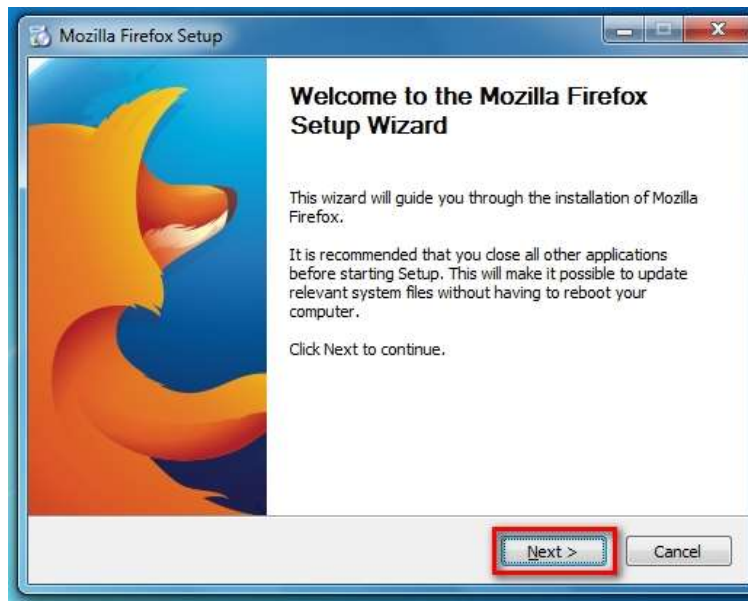 Mozilla Firefox Setup
Welcome to the Mozilla Firefox
Setup Wizard
This wizard will guide you through the installation of Mozilla
Firefox.
It is recommended that you close all other applications
before starting Setup. This will make it possible to update
relevant system files without having to reboot your
computer.
Click Next to continue.
Next >
Cancel